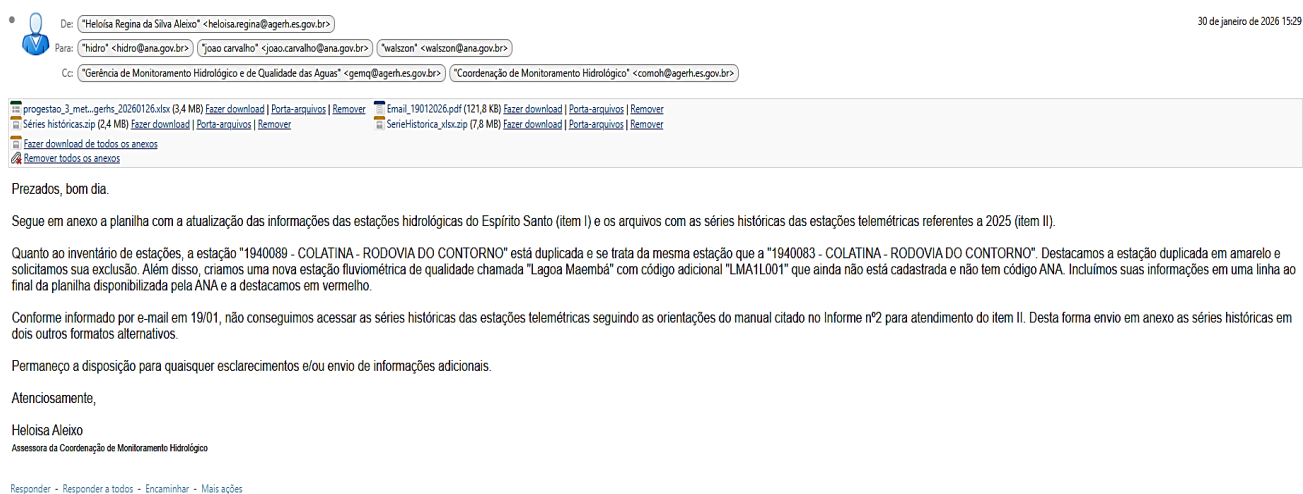 De: "Heloísa Regina da Silva Aleixo" <heloisa.regina@agerh.es.gov.br>
30 de janeiro de 2026 15:29
Para: "hidro" <hidro@ana.gov.br> "joao carvalho" <joao.carvalho@ana.gov.br> "walszon" <walszon@ana.gov.br>
Cc: "Gerência de Monitoramento Hidrológico e de Qualidade das Aguas" <gemq@agerh.es.gov.br> "Coordenação de Monitoramento Hidrológico" <comoh@agerh.es.gov.br>
progestao_3_met...gerhs_20260126.xlsx (3,4 MB) Fazer download | Porta-arquivos | Remover Email_19012026.pdf (121,8 KB) Fazer download | Porta-arquivos | Remover
Séries históricas.zip (2,4 MB) Fazer download | Porta-arquivos | Remover SerieHistorica_xlsx.zip (7,8 MB) Fazer download | Porta-arquivos | Remover
Fazer download de todos os anexos
Remover todos os anexos
Prezados, bom dia.
Segue em anexo a planilha com a atualização das informações das estações hidrológicas do Espírito Santo (item I) e os arquivos com as séries históricas das estações telemétricas referentes a 2025 (item II).
Quanto ao inventário de estações, a estação "1940089 - COLATINA - RODOVIA DO CONTORNO" está duplicada e se trata da mesma estação que a "1940083 - COLATINA - RODOVIA DO CONTORNO". Destacamos a estação duplicada em amarelo e
solicitamos sua exclusão. Além disso, criamos uma nova estação fluviométrica de qualidade chamada "Lagoa Maembá" com código adicional "LMA1L001" que ainda não está cadastrada e não tem código ANA. Incluímos suas informações em uma linha ao
final da planilha disponibilizada pela ANA e a destacamos em vermelho.
Conforme informado por e-mail em 19/01, não conseguimos acessar as séries históricas das estações telemétricas seguindo as orientações do manual citado no Informe nº2 para atendimento do item II. Desta forma envio em anexo as séries históricas em
dois outros formatos alternativos.
Permaneço a disposição para quaisquer esclarecimentos e/ou envio de informações adicionais.
Atenciosamente,
Heloisa Aleixo
Assessora da Coordenação de Monitoramento Hidrológico
Responder - Responder a todos - Encaminhar - Mais ações